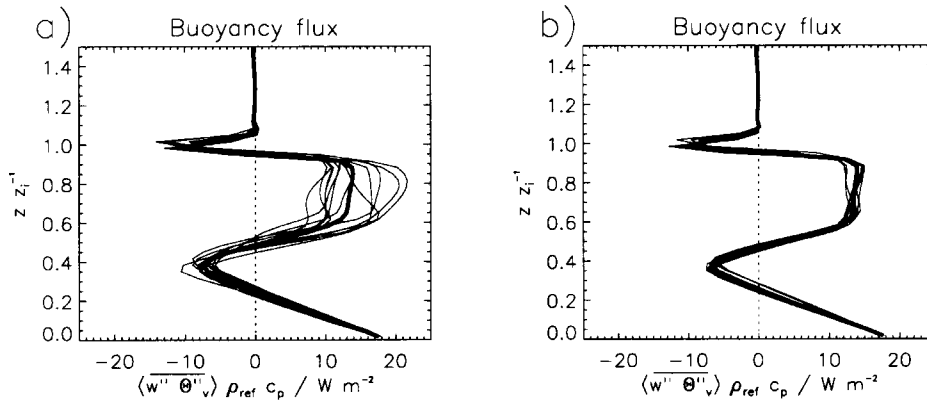 a)
Buoyancy flux
1.4
1.2
1.0
0.8
0.6
0.4
0.2
0.0
z z_i^{-1}
−20 −10 0 10 20
⟨w'' Θ''_v⟩ ρ_ref c_p / W m^{-2}
b)
Buoyancy flux
1.4
1.2
1.0
0.8
0.6
0.4
0.2
0.0
z z_i^{-1}
−20 −10 0 10 20
⟨w'' Θ''_v⟩ ρ_ref c_p / W m^{-2}